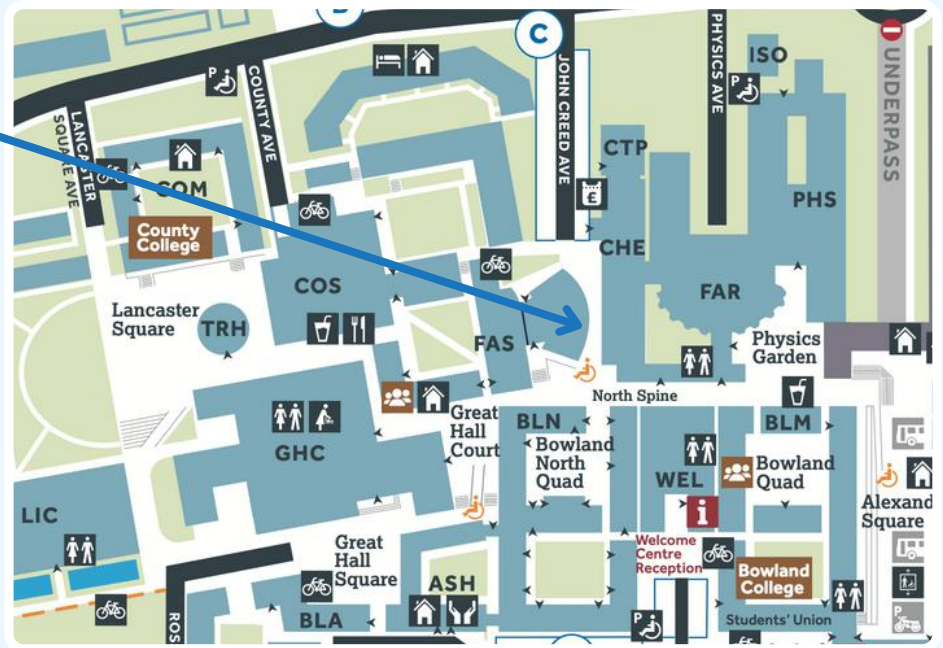 C
JOHN CREED AVE
PHYSICS AVE
ISO
P
UNDERPASS
LANCASTER
SQUARE AVE
P
COUNTY AVE
COM
CTP
£
PHS
County
College
CHE
COS
FAR
Lancaster
Square
TRH
FAS
Physics
Garden
North Spine
Great
Hall
Court
GHC
BLN
BLM
Bowland
North
Quad
WEL
Bowland
Quad
i
LIC
Alexand
Square
Welcome
Centre
Reception
Great
Hall
Square
ASH
Bowland
College
BLA
P
Students' Union
P
ROS